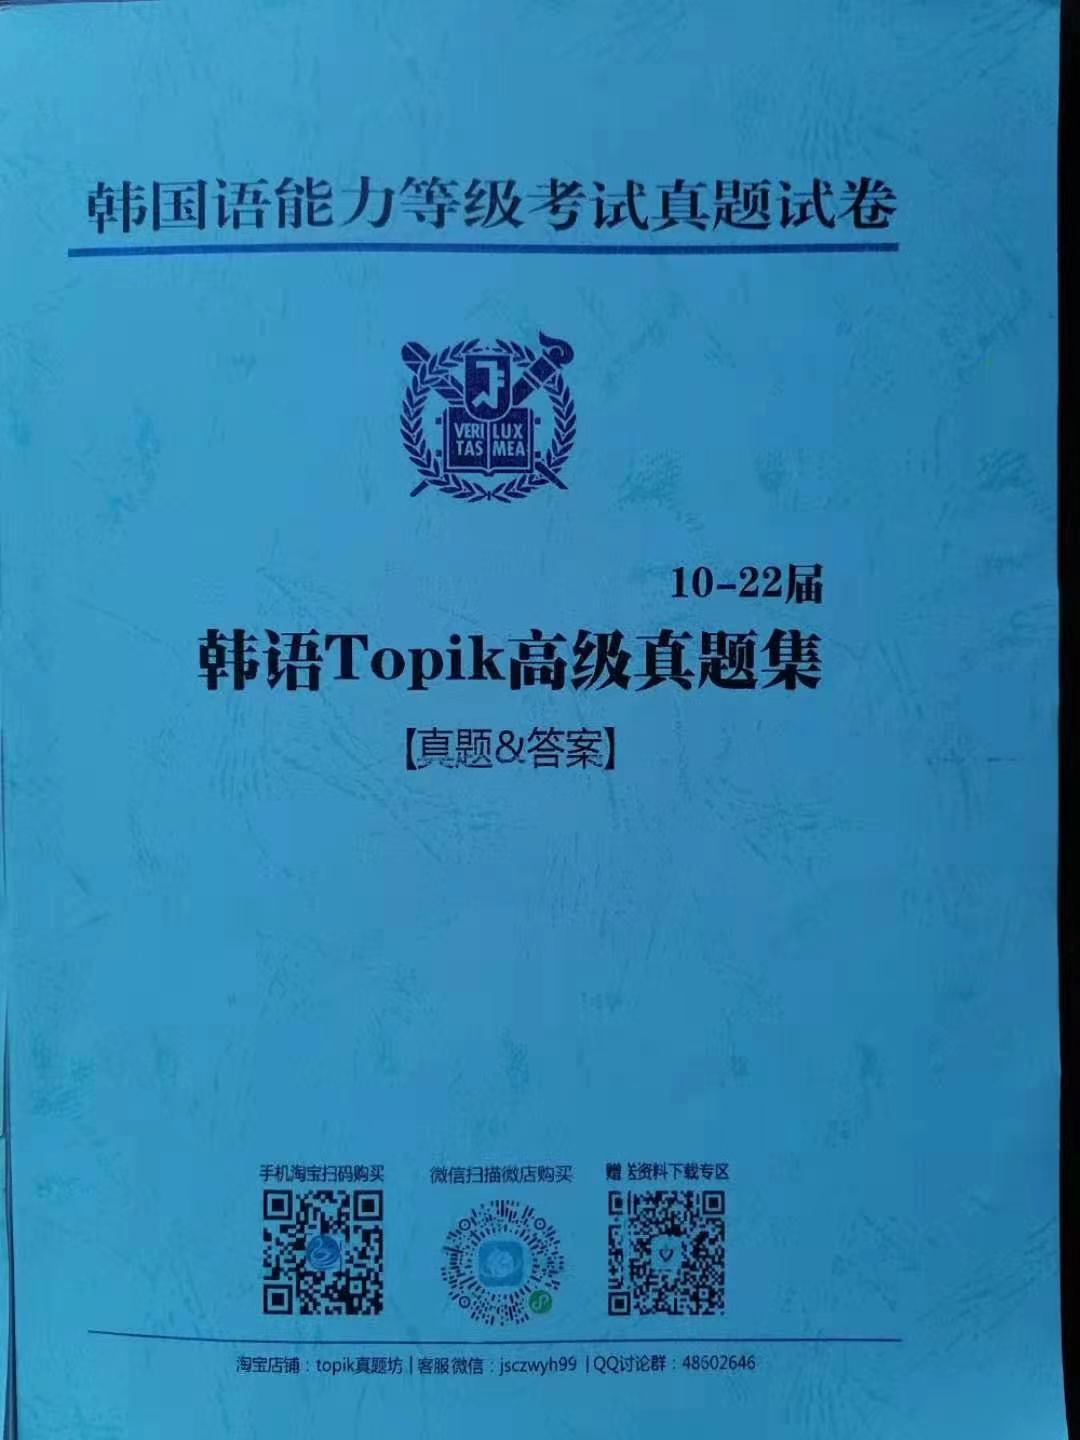 韩国语能力等级考试真题试卷
VERI LUX
TAS MEA
10-22届
韩语Topik高级真题集
【真题&答案】
手机淘宝扫码购买
微信扫描微店购买
赠送资料下载专区
淘宝店铺：topik真题坊 | 客服微信：jsczwyh99 | QQ讨论群：48602646